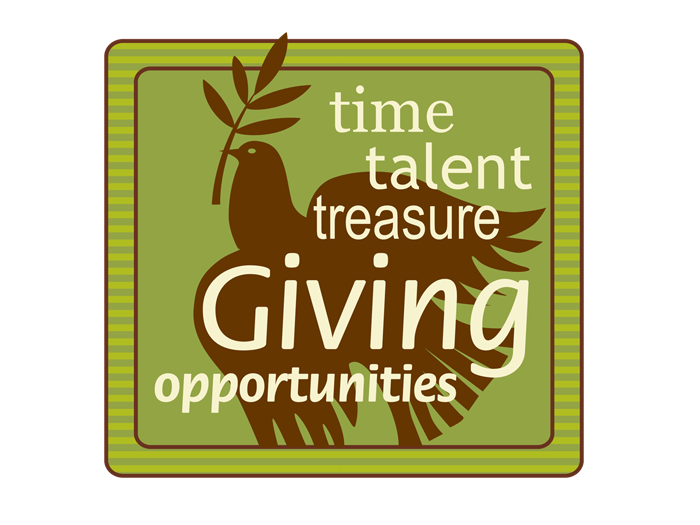 time
talent
treasure
Giving
opportunities